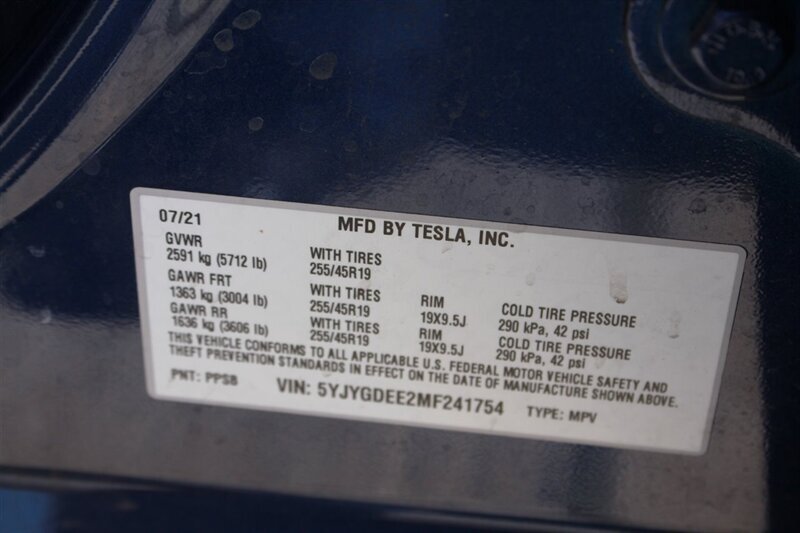 07/21 MFD BY TESLA, INC.
GVWR
2591 kg (5712 lb) WITH TIRES
255/45R19
GAWR FRT
1363 kg (3004 lb) WITH TIRES
255/45R19 RIM
19X9.5J COLD TIRE PRESSURE
290 kPa, 42 psi
GAWR RR
1636 kg (3606 lb) WITH TIRES
255/45R19 RIM
19X9.5J COLD TIRE PRESSURE
290 kPa, 42 psi
THIS VEHICLE CONFORMS TO ALL APPLICABLE U.S. FEDERAL MOTOR VEHICLE SAFETY AND
THEFT PREVENTION STANDARDS IN EFFECT ON THE DATE OF MANUFACTURE SHOWN ABOVE.
PNT: PPSB VIN: 5YJYGDEE2MF241754 TYPE: MPV